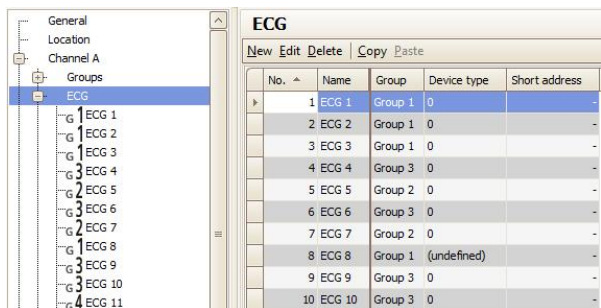 General
Location
Channel A
Groups
ECG
G 1 ECG 1
G 1 ECG 2
G 1 ECG 3
G 3 ECG 4
G 2 ECG 5
G 3 ECG 6
G 2 ECG 7
G 1 ECG 8
G 3 ECG 9
G 3 ECG 10
G 4 ECG 11
ECG
New Edit Delete Copy Paste
No. Name Group Device type Short address
1 ECG 1 Group 1 0 -
2 ECG 2 Group 1 0 -
3 ECG 3 Group 1 0 -
4 ECG 4 Group 3 0 -
5 ECG 5 Group 2 0 -
6 ECG 6 Group 3 0 -
7 ECG 7 Group 2 0 -
8 ECG 8 Group 1 (undefined) -
9 ECG 9 Group 3 0 -
10 ECG 10 Group 3 0 -